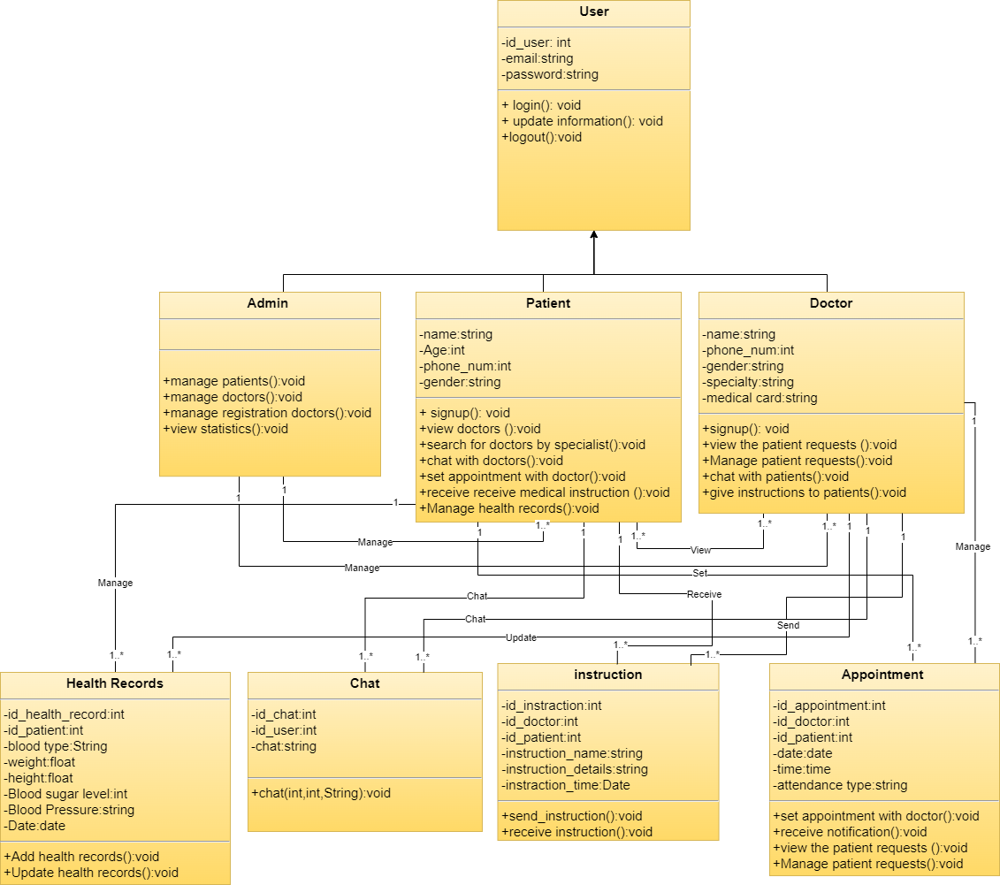 User
-id_user: int
-email:string
-password:string
+ login(): void
+ update information(): void
+logout():void
Admin
+manage patients():void
+manage doctors():void
+manage registration doctors():void
+view statistics():void
Patient
-name:string
-Age:int
-phone_num:int
-gender:string
+ signup(): void
+view doctors ():void
+search for doctors by specialist():void
+chat with doctors():void
+set appointment with doctor():void
+receive receive medical instruction ():void
+Manage health records():void
Doctor
-name:string
-phone_num:int
-gender:string
-specialty:string
-medical card:string
+signup(): void
+view the patient requests ():void
+Manage patient requests():void
+chat with patients():void
+give instructions to patients():void
1
1
1
1
1..*
1
1
1..*
1..*
1..*
1
1
1
1
Manage
Manage
View
Manage
Set
Manage
Chat
Receive
Chat
Send
Update
1..*
1..*
1..*
1..*
1..*
1..*
1..*
1..*
Health Records
-id_health_record:int
-id_patient:int
-blood type:String
-weight:float
-height:float
-Blood sugar level:int
-Blood Pressure:string
-Date:date
+Add health records():void
+Update health records():void
Chat
-id_chat:int
-id_user:int
-chat:string
+chat(int,int,String):void
instruction
-id_instraction:int
-id_doctor:int
-id_patient:int
-instruction_name:string
-instruction_details:string
-instraction_time:Date
+send_instruction():void
+receive instruction():void
Appointment
-id_appointment:int
-id_doctor:int
-id_patient:int
-date:date
-time:time
-attendance type:string
+set appointment with doctor():void
+receive notification():void
+view the patient requests ():void
+Manage patient requests():void